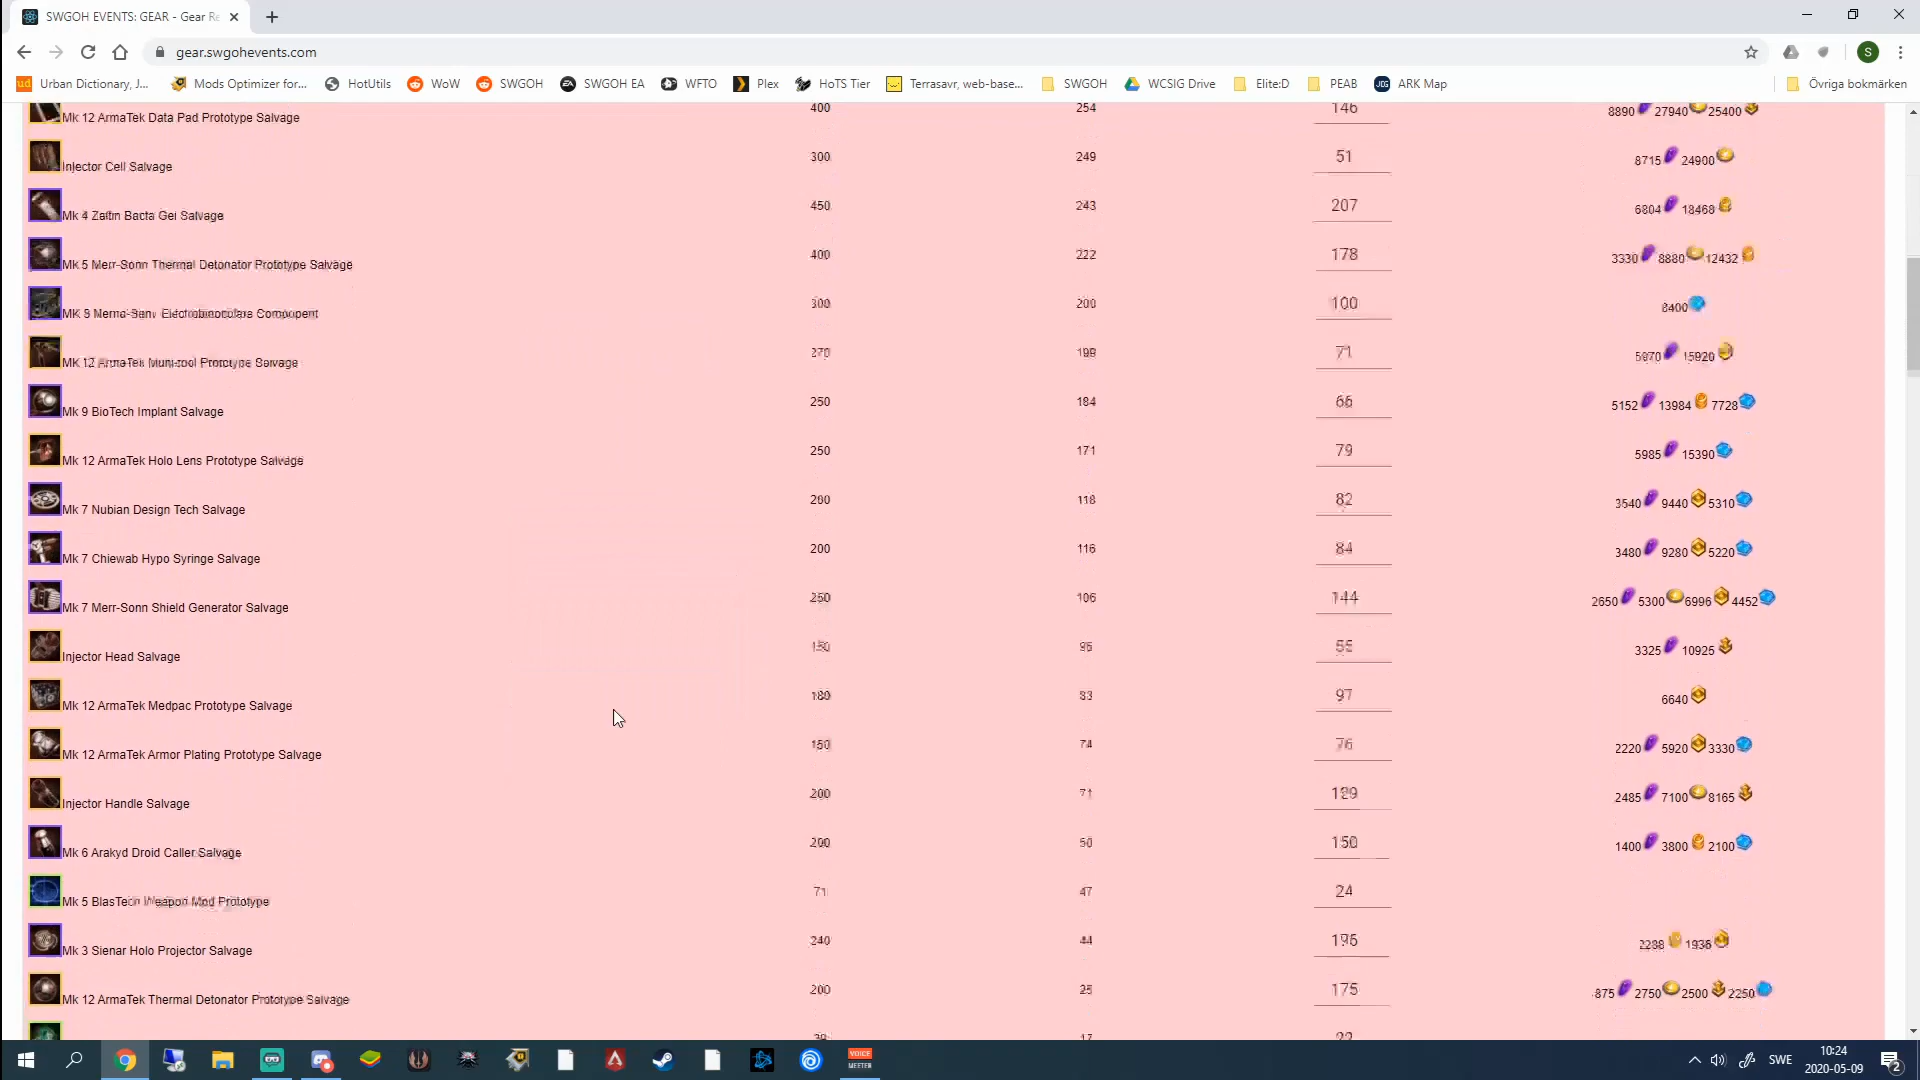 SWGOH EVENTS: GEAR - Gear Re
gear.swgohevents.com
S
Urban Dictionary, J... Mods Optimizer for... HotUtils WoW SWGOH SWGOH EA WFTO Plex HoTS Tier Terrasavr, web-base... SWGOH WCSIG Drive Elite:D PEAB ARK Map Övriga bokmärken
Mk 12 ArmaTek Data Pad Prototype Salvage 400 254 146 8890 27940 25400
Injector Cell Salvage 300 249 51 8715 24900
Mk 4 Zaltin Bacta Gel Salvage 450 243 207 6804 18468
Mk 5 Merr-Sonn Thermal Detonator Prototype Salvage 400 222 178 3330 8880 12432
300 200 100 8400
Mk 12 ArmaTek Prototype Salvage 270 199 71 5970 15920
Mk 9 BioTech Implant Salvage 250 184 66 5152 13984 7728
Mk 12 ArmaTek Holo Lens Prototype Salvage 250 171 79 5985 15390
Mk 7 Nubian Design Tech Salvage 200 118 82 3540 9440 5310
Mk 7 Chiewab Hypo Syringe Salvage 200 116 84 3480 9280 5220
Mk 7 Merr-Sonn Shield Generator Salvage 250 106 144 2650 5300 6996 4452
Injector Head Salvage 150 95 55 3325 10925
Mk 12 ArmaTek Medpac Prototype Salvage 180 83 97 6640
Mk 12 ArmaTek Armor Plating Prototype Salvage 150 74 76 2220 5920 3330
Injector Handle Salvage 200 71 129 2485 7100 8165
Mk 6 Arakyd Droid Caller Salvage 200 50 150 1400 3800 2100
Mk 5 BlasTech Weapon Mod Prototype 71 47 24
Mk 3 Sienar Holo Projector Salvage 240 44 196 2288 1936
Mk 12 ArmaTek Thermal Detonator Prototype Salvage 200 25 175 875 2750 2500 2250
VOICE
MEETER
SWE
10:24
2020-05-09
2